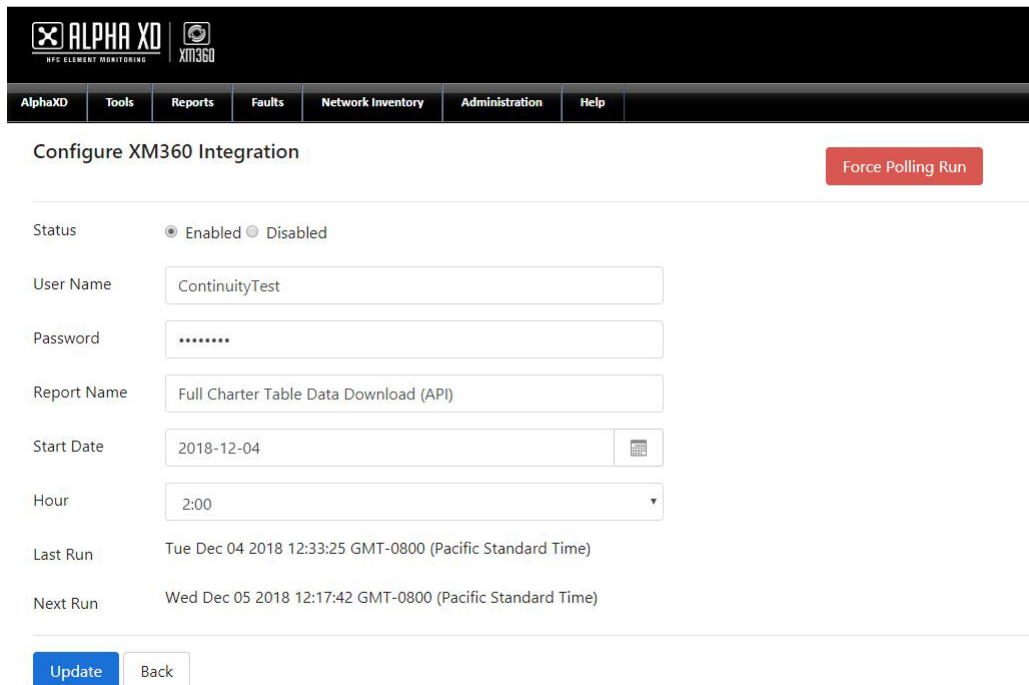 ALPHA XD
HFC ELEMENT MONITORING
XM360
AlphaXD Tools Reports Faults Network Inventory Administration Help
Configure XM360 Integration
Force Polling Run
Status Enabled Disabled
User Name ContinuityTest
Password ••••••••
Report Name Full Charter Table Data Download (API)
Start Date 2018-12-04
Hour 2:00
Last Run Tue Dec 04 2018 12:33:25 GMT-0800 (Pacific Standard Time)
Next Run Wed Dec 05 2018 12:17:42 GMT-0800 (Pacific Standard Time)
Update Back